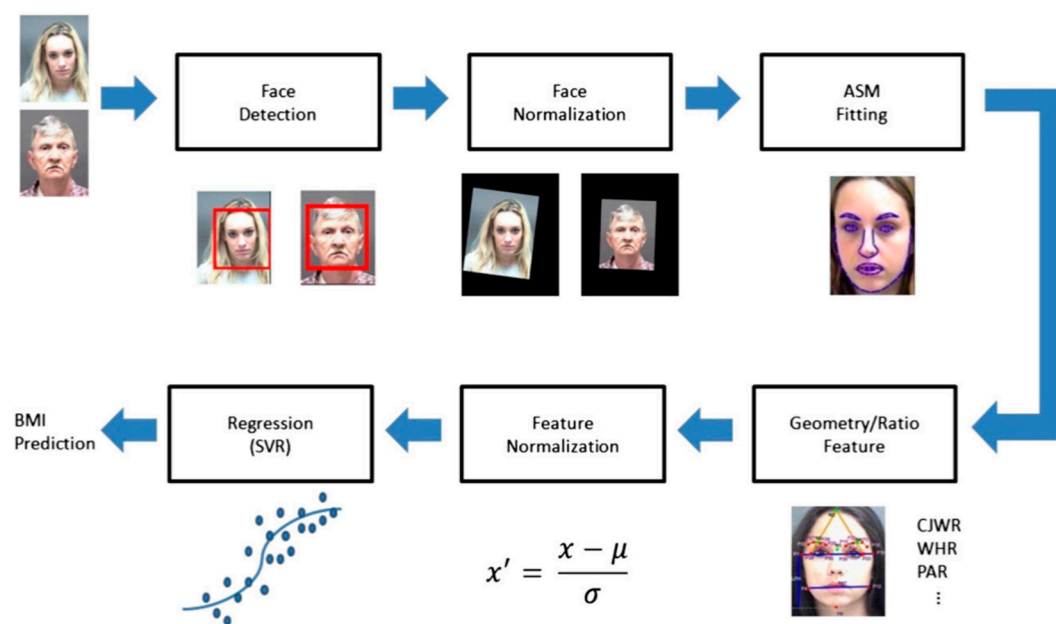 Face
Detection
Face
Normalization
ASM
Fitting
BMI
Prediction
Regression
(SVR)
Feature
Normalization
Geometry/Ratio
Feature
x′ = (x − μ) / σ
CJWR
WHR
PAR
⋮